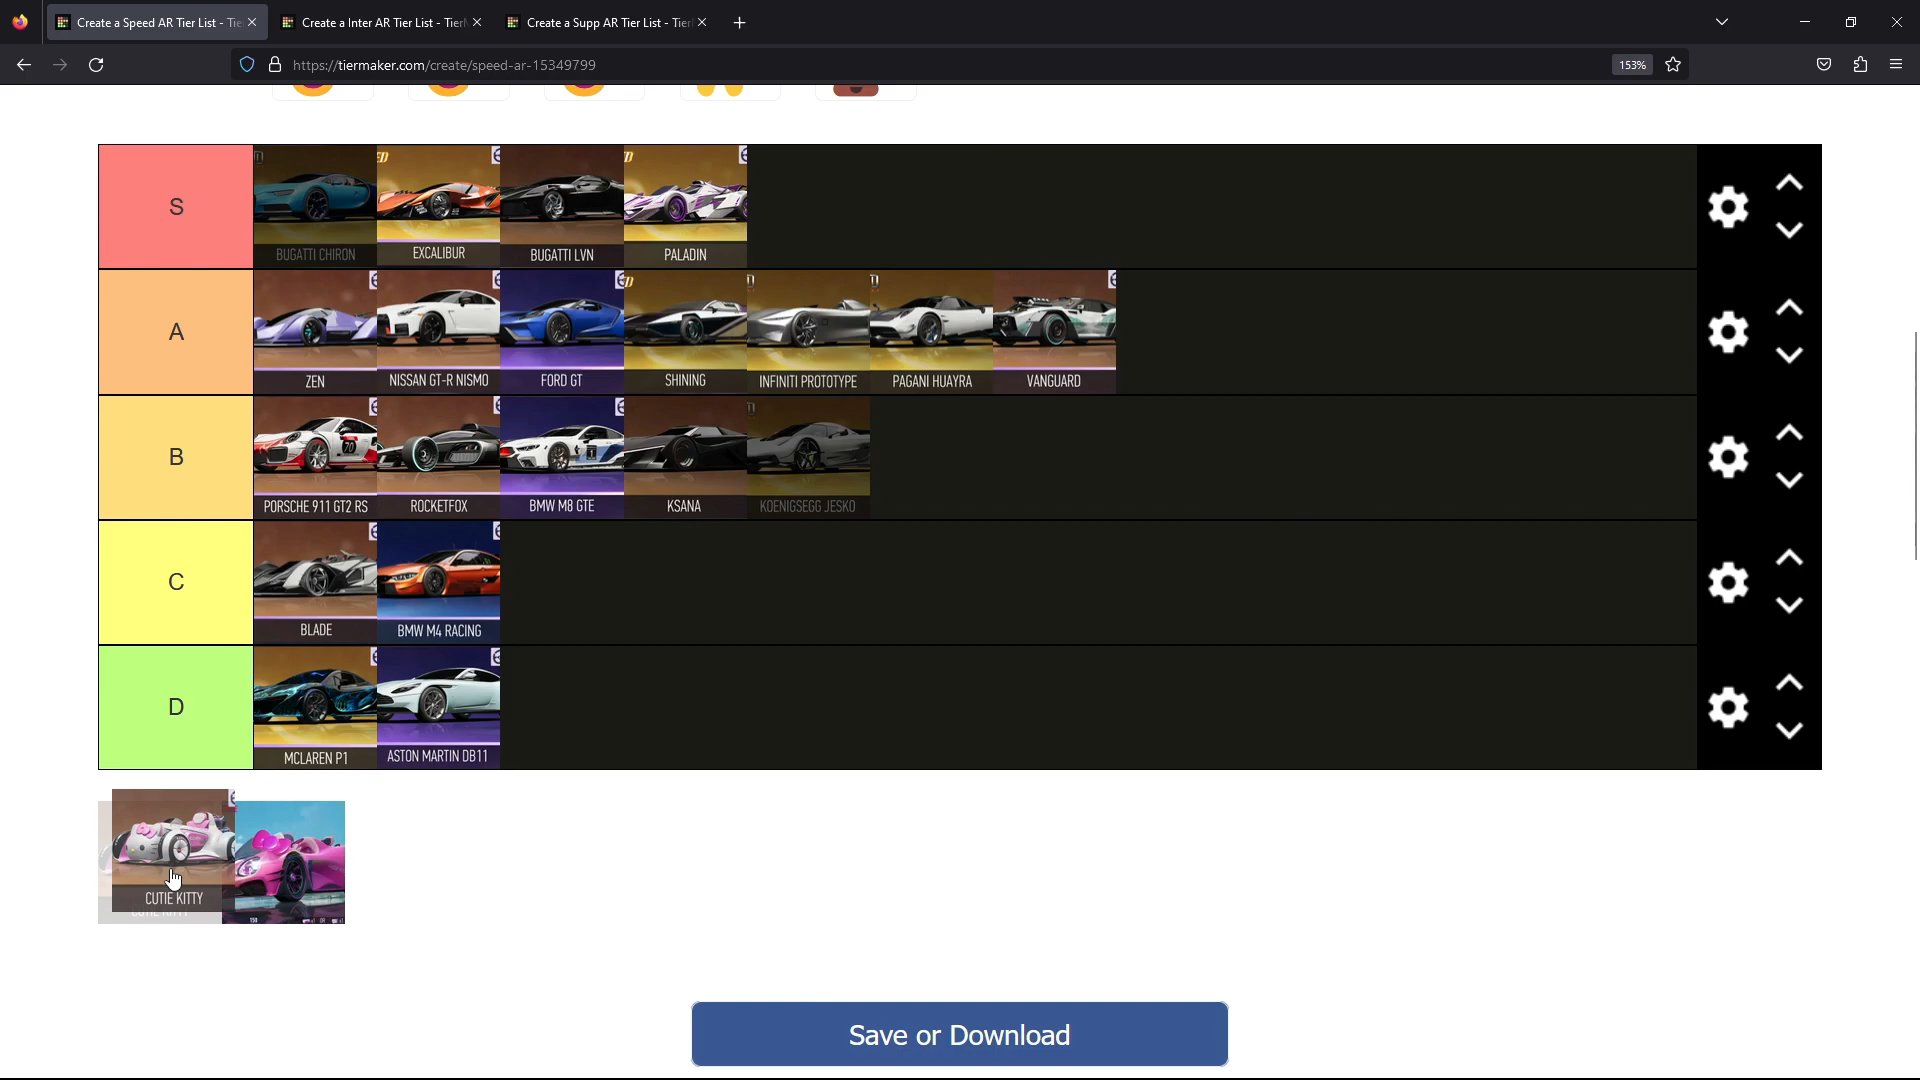 Create a Speed AR Tier List - Tie
Create a Inter AR Tier List - Tier
Create a Supp AR Tier List - Tier
https://tiermaker.com/create/speed-ar-15349799
153%
S
BUGATTI CHIRON
EXCALIBUR
BUGATTI LVN
PALADIN
A
ZEN
NISSAN GT-R NISMO
FORD GT
SHINING
INFINITI PROTOTYPE
PAGANI HUAYRA
VANGUARD
B
PORSCHE 911 GT2 RS
ROCKETFOX
BMW M8 GTE
KSANA
KOENIGSEGG JESKO
C
BLADE
BMW M4 RACING
D
MCLAREN P1
ASTON MARTIN DB11
CUTIE KITTY
CUTIE KITTY
Save or Download